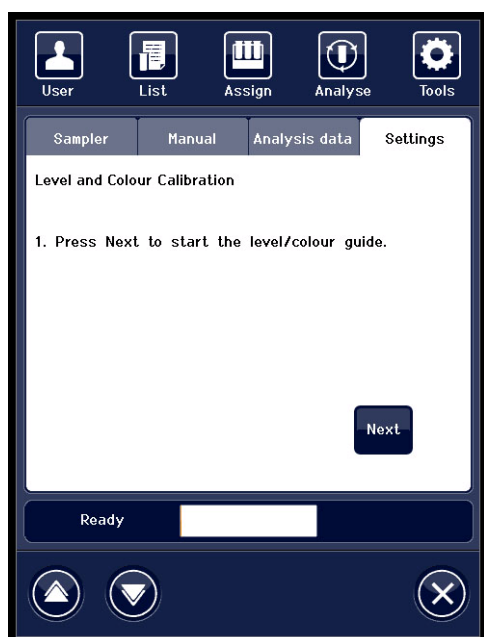 User List Assign Analyse Tools
Sampler Manual Analysis data Settings
Level and Colour Calibration
1. Press Next to start the level/colour guide.
Next
Ready